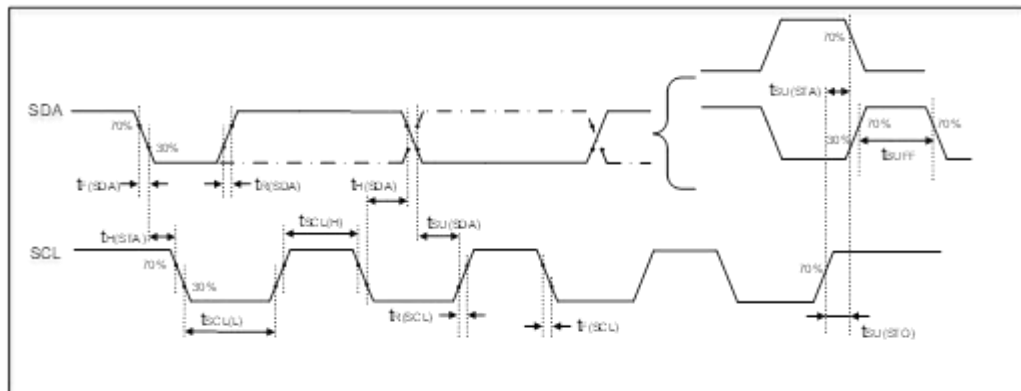 70%
tSU(STA)
SDA
70%
30%
30%
70%
70%
tBUFF
tF(SDA)
tR(SDA)
tH(SDA)
tSCL(H)
tSU(SDA)
tH(STA)
SCL
70%
30%
70%
tSCL(L)
tR(SCL)
tF(SCL)
tSU(STO)